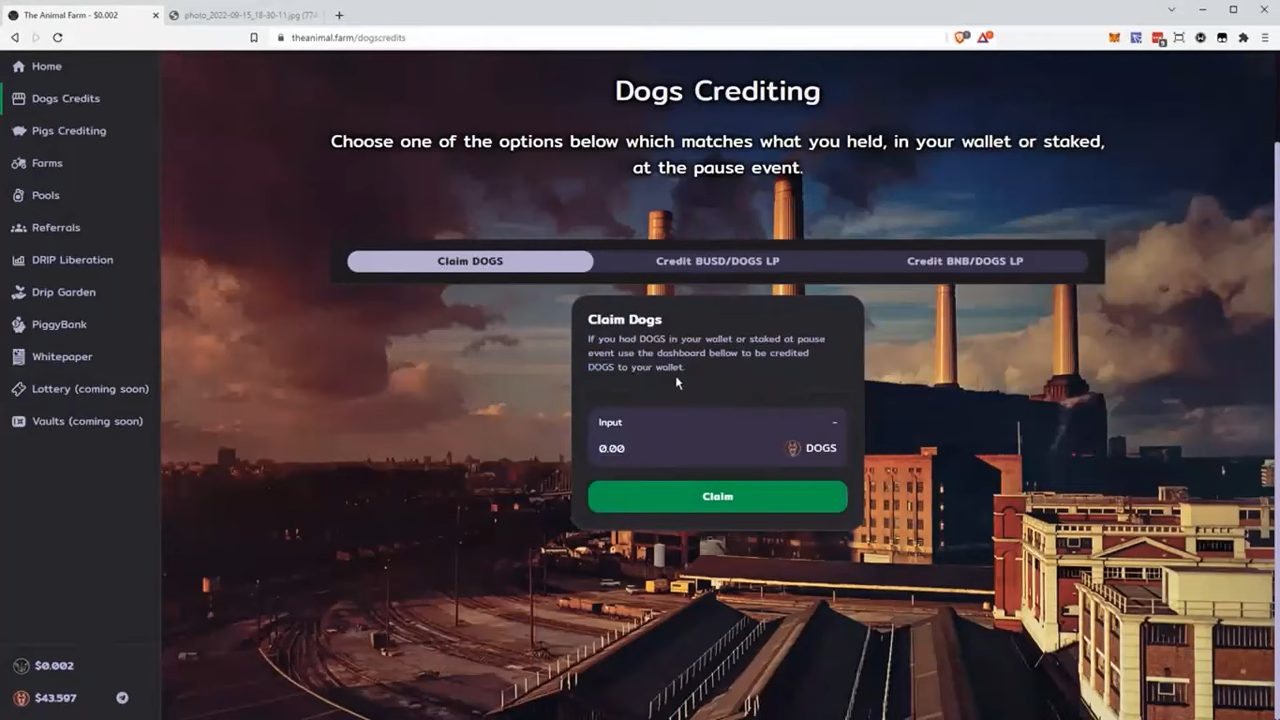 The Animal Farm - $0.002
photo_2022-09-15_18-30-11.jpg (774
theanimal.farm/dogscredits
Home
Dogs Credits
Pigs Crediting
Farms
Pools
Referrals
DRIP Liberation
Drip Garden
PiggyBank
Whitepaper
Lottery (coming soon)
Vaults (coming soon)
$0.002
$43.597
Dogs Crediting
Choose one of the options below which matches what you held, in your wallet or staked,
at the pause event.
Claim DOGS
Credit BUSD/DOGS LP
Credit BNB/DOGS LP
Claim Dogs
If you had DOGS in your wallet or staked at pause
event use the dashboard bellow to be credited
DOGS to your wallet.
Input -
0.00 DOGS
Claim